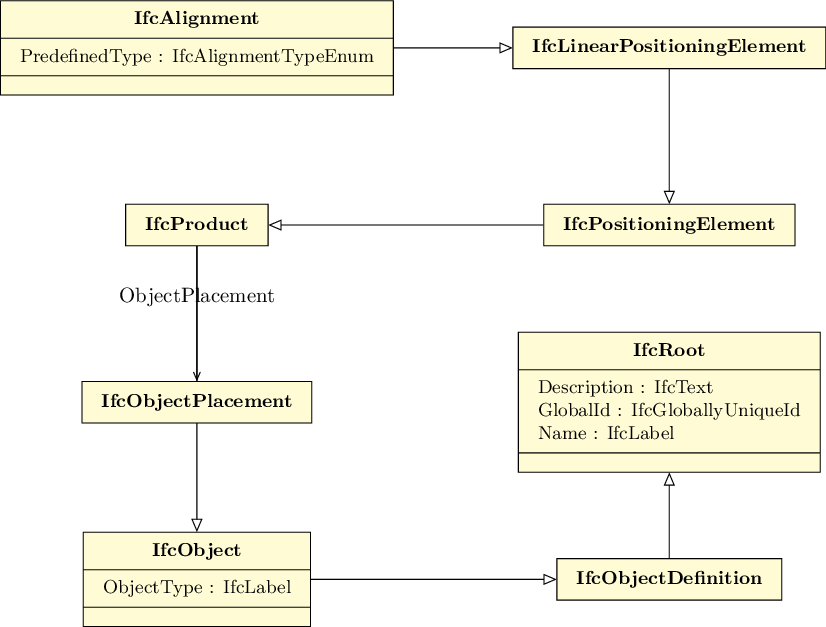 IfcAlignment
PredefinedType : IfcAlignmentTypeEnum
IfcLinearPositioningElement
IfcProduct
IfcPositioningElement
ObjectPlacement
IfcObjectPlacement
IfcRoot
Description : IfcText
GlobalId : IfcGloballyUniqueId
Name : IfcLabel
IfcObject
ObjectType : IfcLabel
IfcObjectDefinition